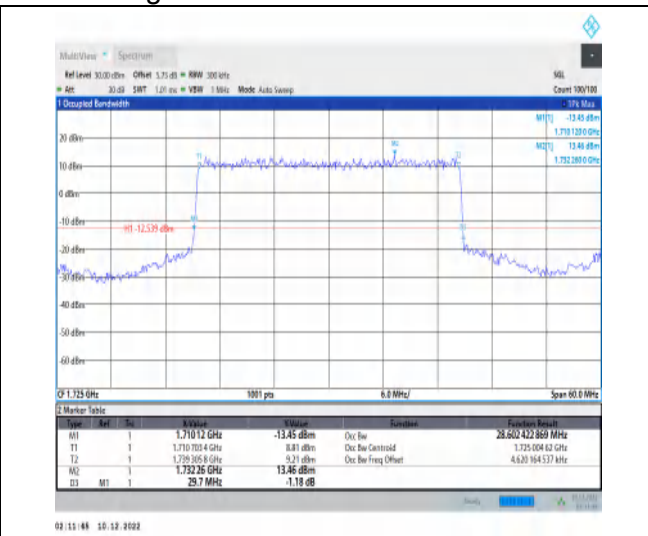 MultiView Spectrum
Ref Level 30.00 dBm Offset 5.75 dB RBW 300 kHz SGL
Att 30 dB SWT 1.01 ms VBW 1 MHz Mode Auto Sweep Count 100/100
1 Occupied Bandwidth 1Pk Max
M1[1] -13.45 dBm
1.710 120 0 GHz
M2[1] 13.46 dBm
1.732 260 0 GHz
20 dBm
10 dBm
0 dBm
-10 dBm
H1 -12.539 dBm
-20 dBm
-30 dBm
-40 dBm
-50 dBm
-60 dBm
T1
M2
T2
M1
CF 1.725 GHz 1001 pts 6.0 MHz/ Span 60.0 MHz
2 Marker Table
Type Ref Trc X-Value Y-Value Function Function Result
M1 1 1.71012 GHz -13.45 dBm Occ Bw 28.602 422 869 MHz
T1 1 1.710 703 4 GHz 8.81 dBm Occ Bw Centroid 1.725 004 62 GHz
T2 1 1.739 305 8 GHz 9.21 dBm Occ Bw Freq Offset 4.620 164 537 kHz
M2 1 1.73226 GHz 13.46 dBm
D3 M1 1 29.7 MHz -1.18 dB
Ready
02:11:48 10.12.2022